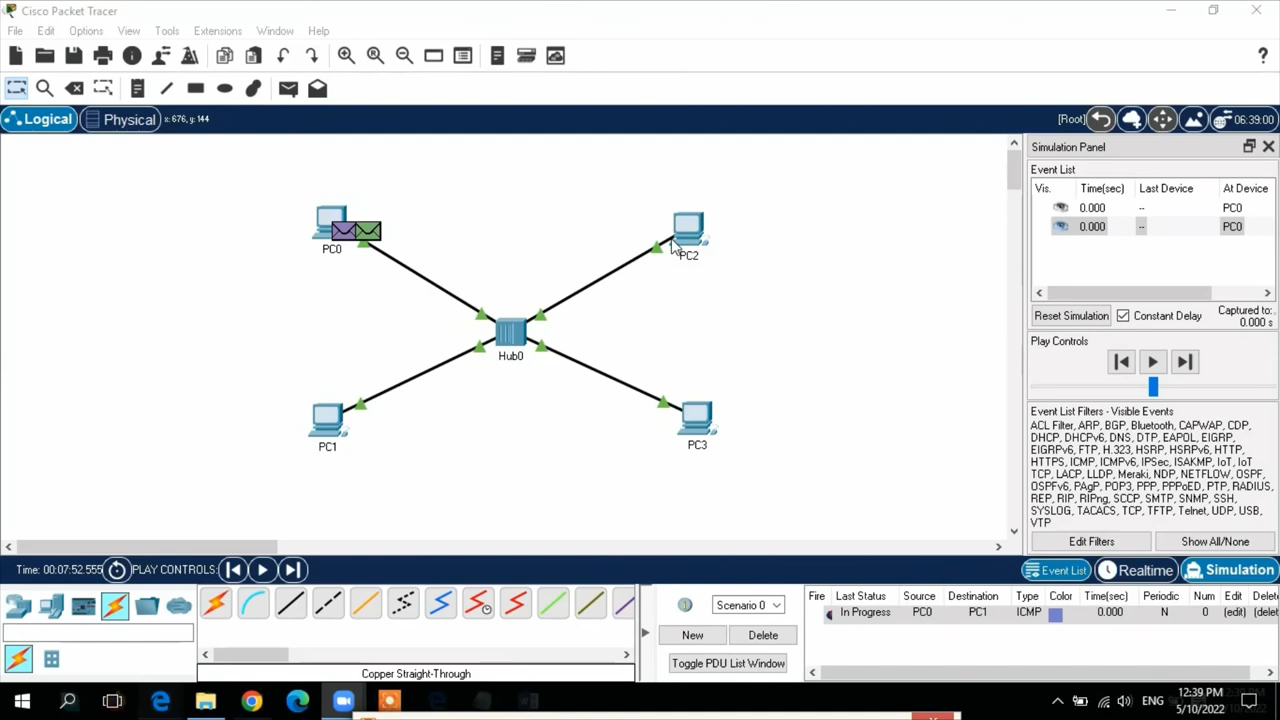 Cisco Packet Tracer
File Edit Options View Tools Extensions Window Help
Logical Physical x: 676, y: 144 [Root] 06:39:00
Simulation Panel
Event List
Vis. Time(sec) Last Device At Device
0.000 -- PC0
0.000 -- PC0
Reset Simulation Constant Delay Captured to:
0.000 s
Play Controls
Event List Filters - Visible Events
ACL Filter, ARP, BGP, Bluetooth, CAPWAP, CDP,
DHCP, DHCPv6, DNS, DTP, EAPOL, EIGRP,
EIGRPv6, FTP, H.323, HSRP, HSRPv6, HTTP,
HTTPS, ICMP, ICMPv6, IPSec, ISAKMP, IoT, IoT
TCP, LACP, LLDP, Meraki, NDP, NETFLOW, OSPF,
OSPFv6, PAgP, POP3, PPP, PPPoED, PTP, RADIUS,
REP, RIP, RIPng, SCCP, SMTP, SNMP, SSH,
SYSLOG, TACACS, TCP, TFTP, Telnet, UDP, USB,
VTP
Edit Filters Show All/None
PC0
PC2
Hub0
PC1
PC3
Time: 00:07:52.555 PLAY CONTROLS: Event List Realtime Simulation
Scenario 0
New Delete
Toggle PDU List Window
Fire Last Status Source Destination Type Color Time(sec) Periodic Num Edit Delete
In Progress PC0 PC1 ICMP 0.000 N 0 (edit) (delet
Copper Straight-Through
ENG 12:39 PM
5/10/2022